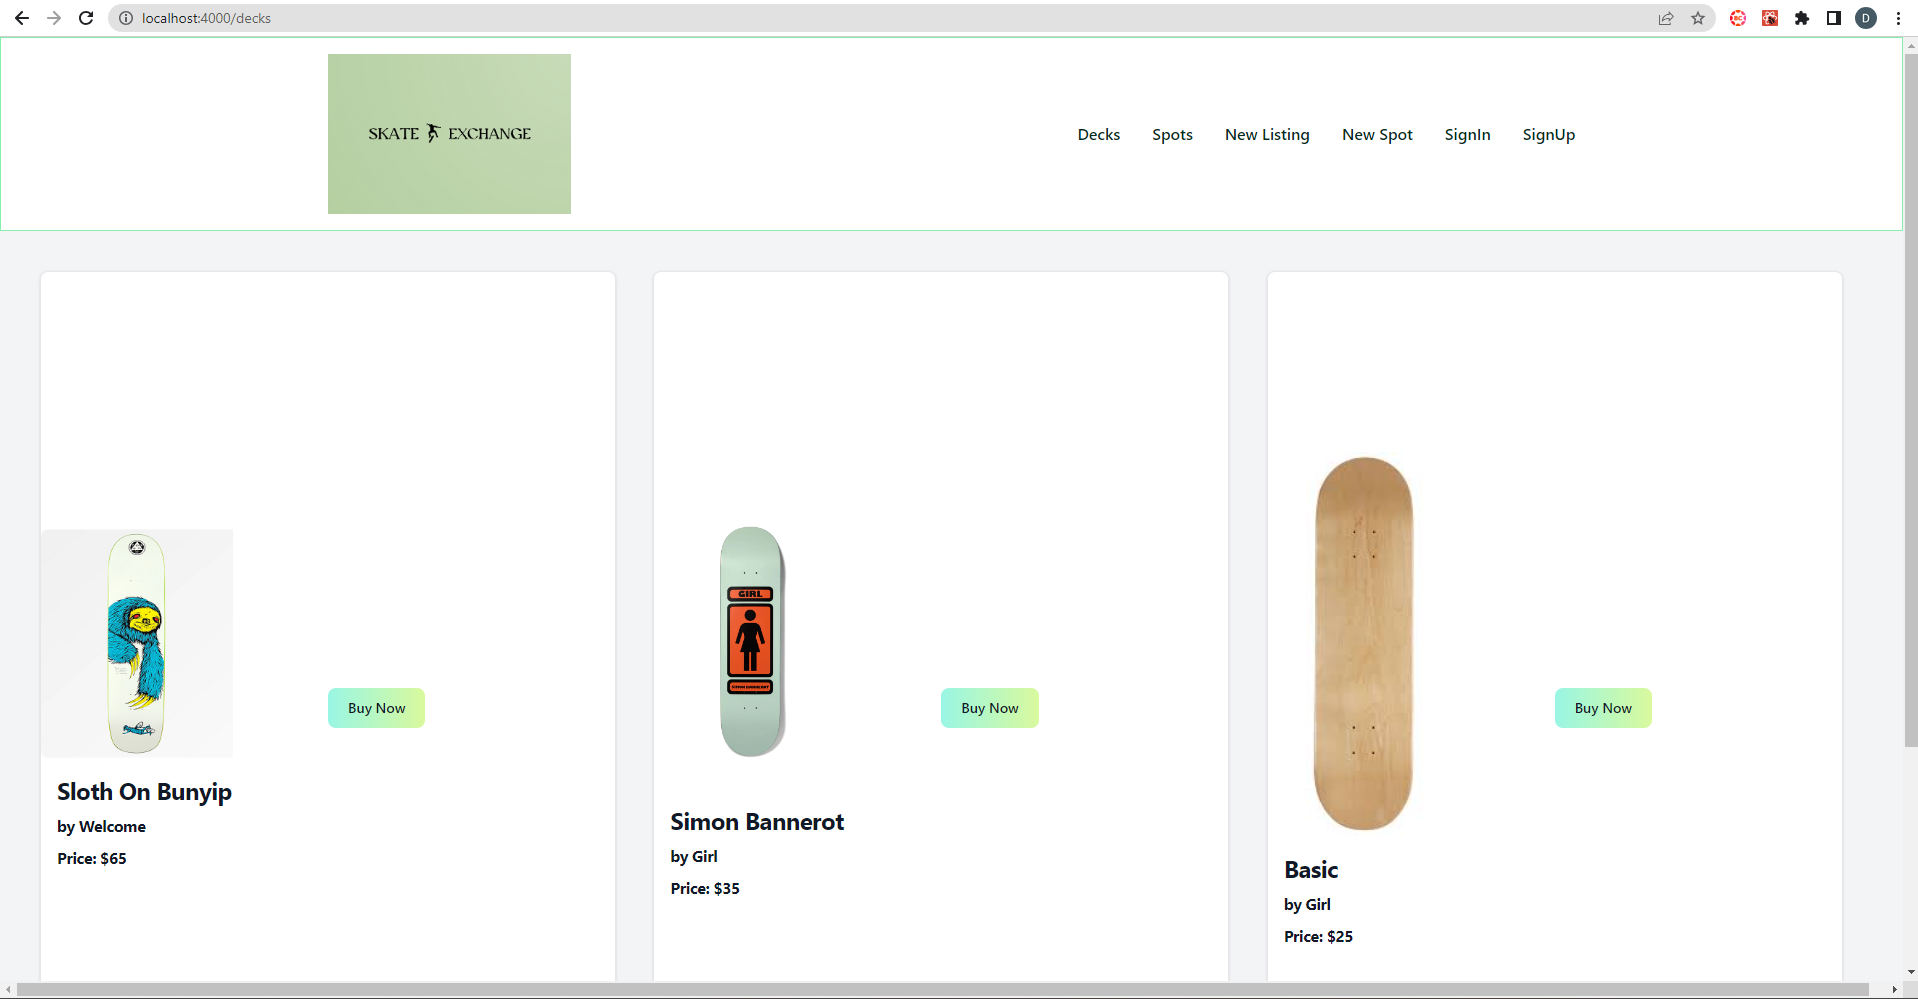 localhost:4000/decks
D
SKATE EXCHANGE
Decks Spots New Listing New Spot SignIn SignUp
Buy Now
Sloth On Bunyip
by Welcome
Price: $65
GIRL
Buy Now
Simon Bannerot
by Girl
Price: $35
Buy Now
Basic
by Girl
Price: $25